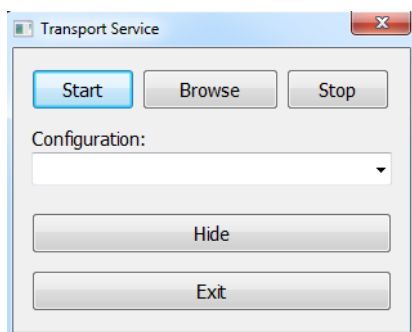 Transport Service
Start Browse Stop
Configuration:
Hide
Exit